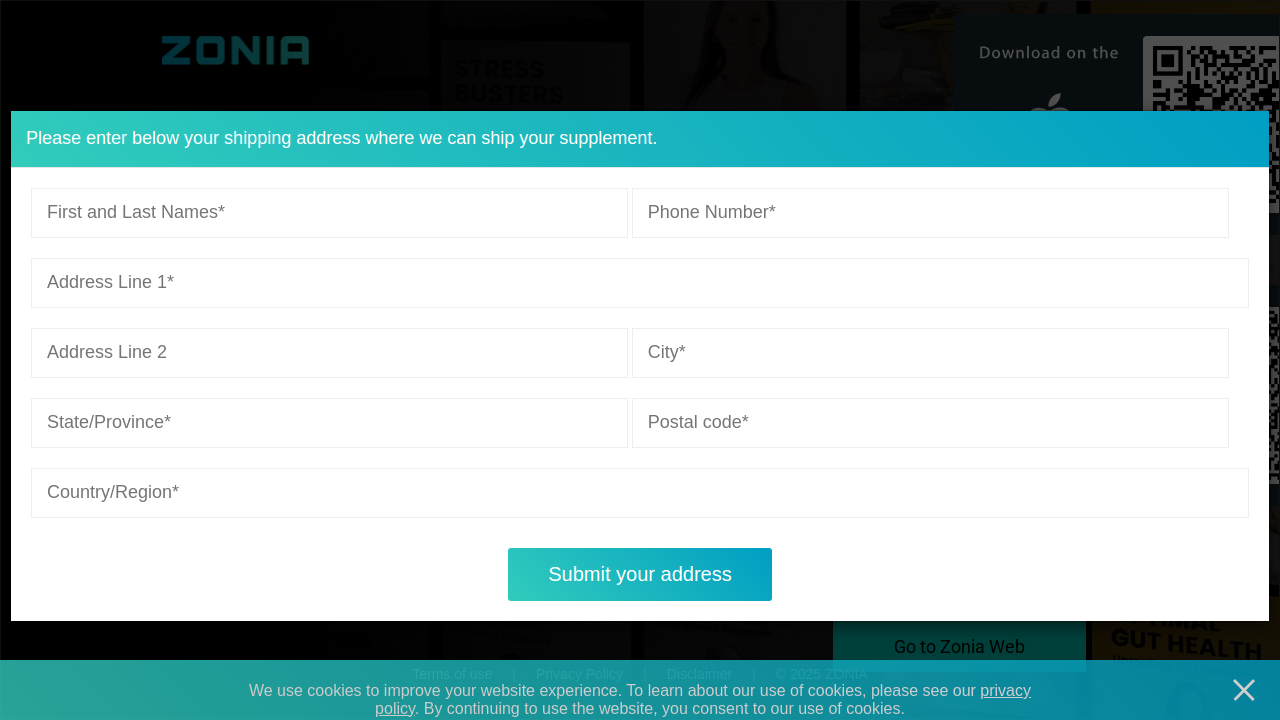 ZONIA
STRESS
BUSTERS
Download on the
Please enter below your shipping address where we can ship your supplement.
First and Last Names*
Phone Number*
Address Line 1*
Address Line 2
City*
State/Province*
Postal code*
Country/Region*
Submit your address
Go to Zonia Web
GUT HEALTH
Terms of use | Privacy Policy | Disclaimer | © 2025 ZONIA
We use cookies to improve your website experience. To learn about our use of cookies, please see our privacy
policy. By continuing to use the website, you consent to our use of cookies.